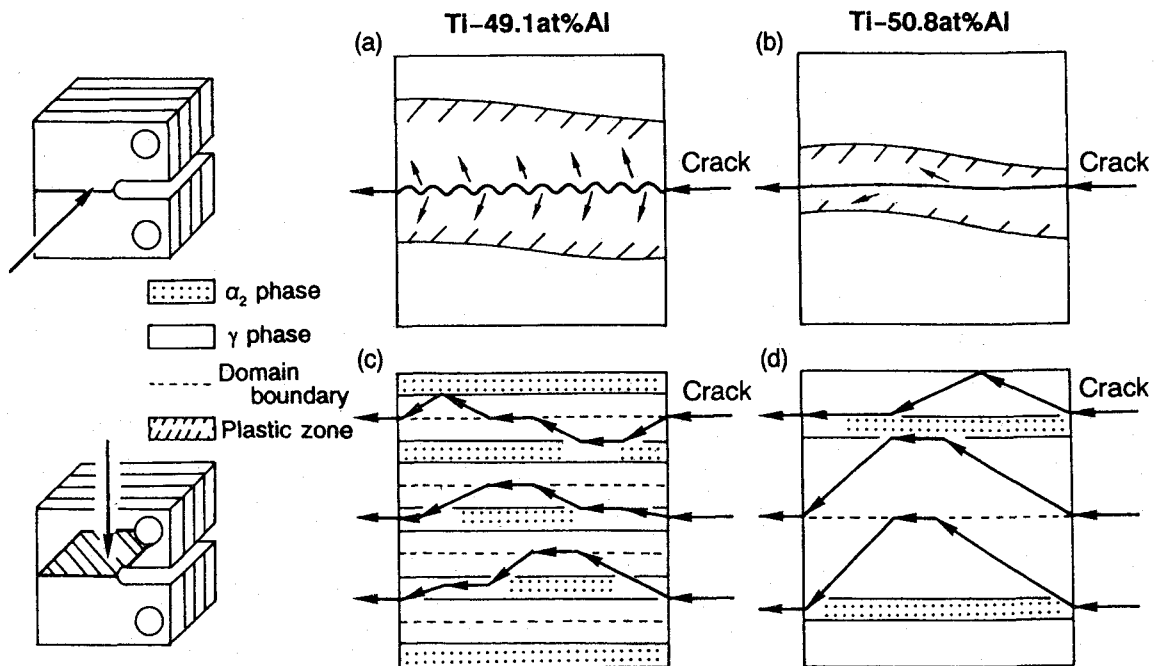 Ti-49.1at%Al
Ti-50.8at%Al
(a)
(b)
Crack
Crack
α₂ phase
γ phase
Domain
boundary
Plastic zone
(c)
(d)
Crack
Crack